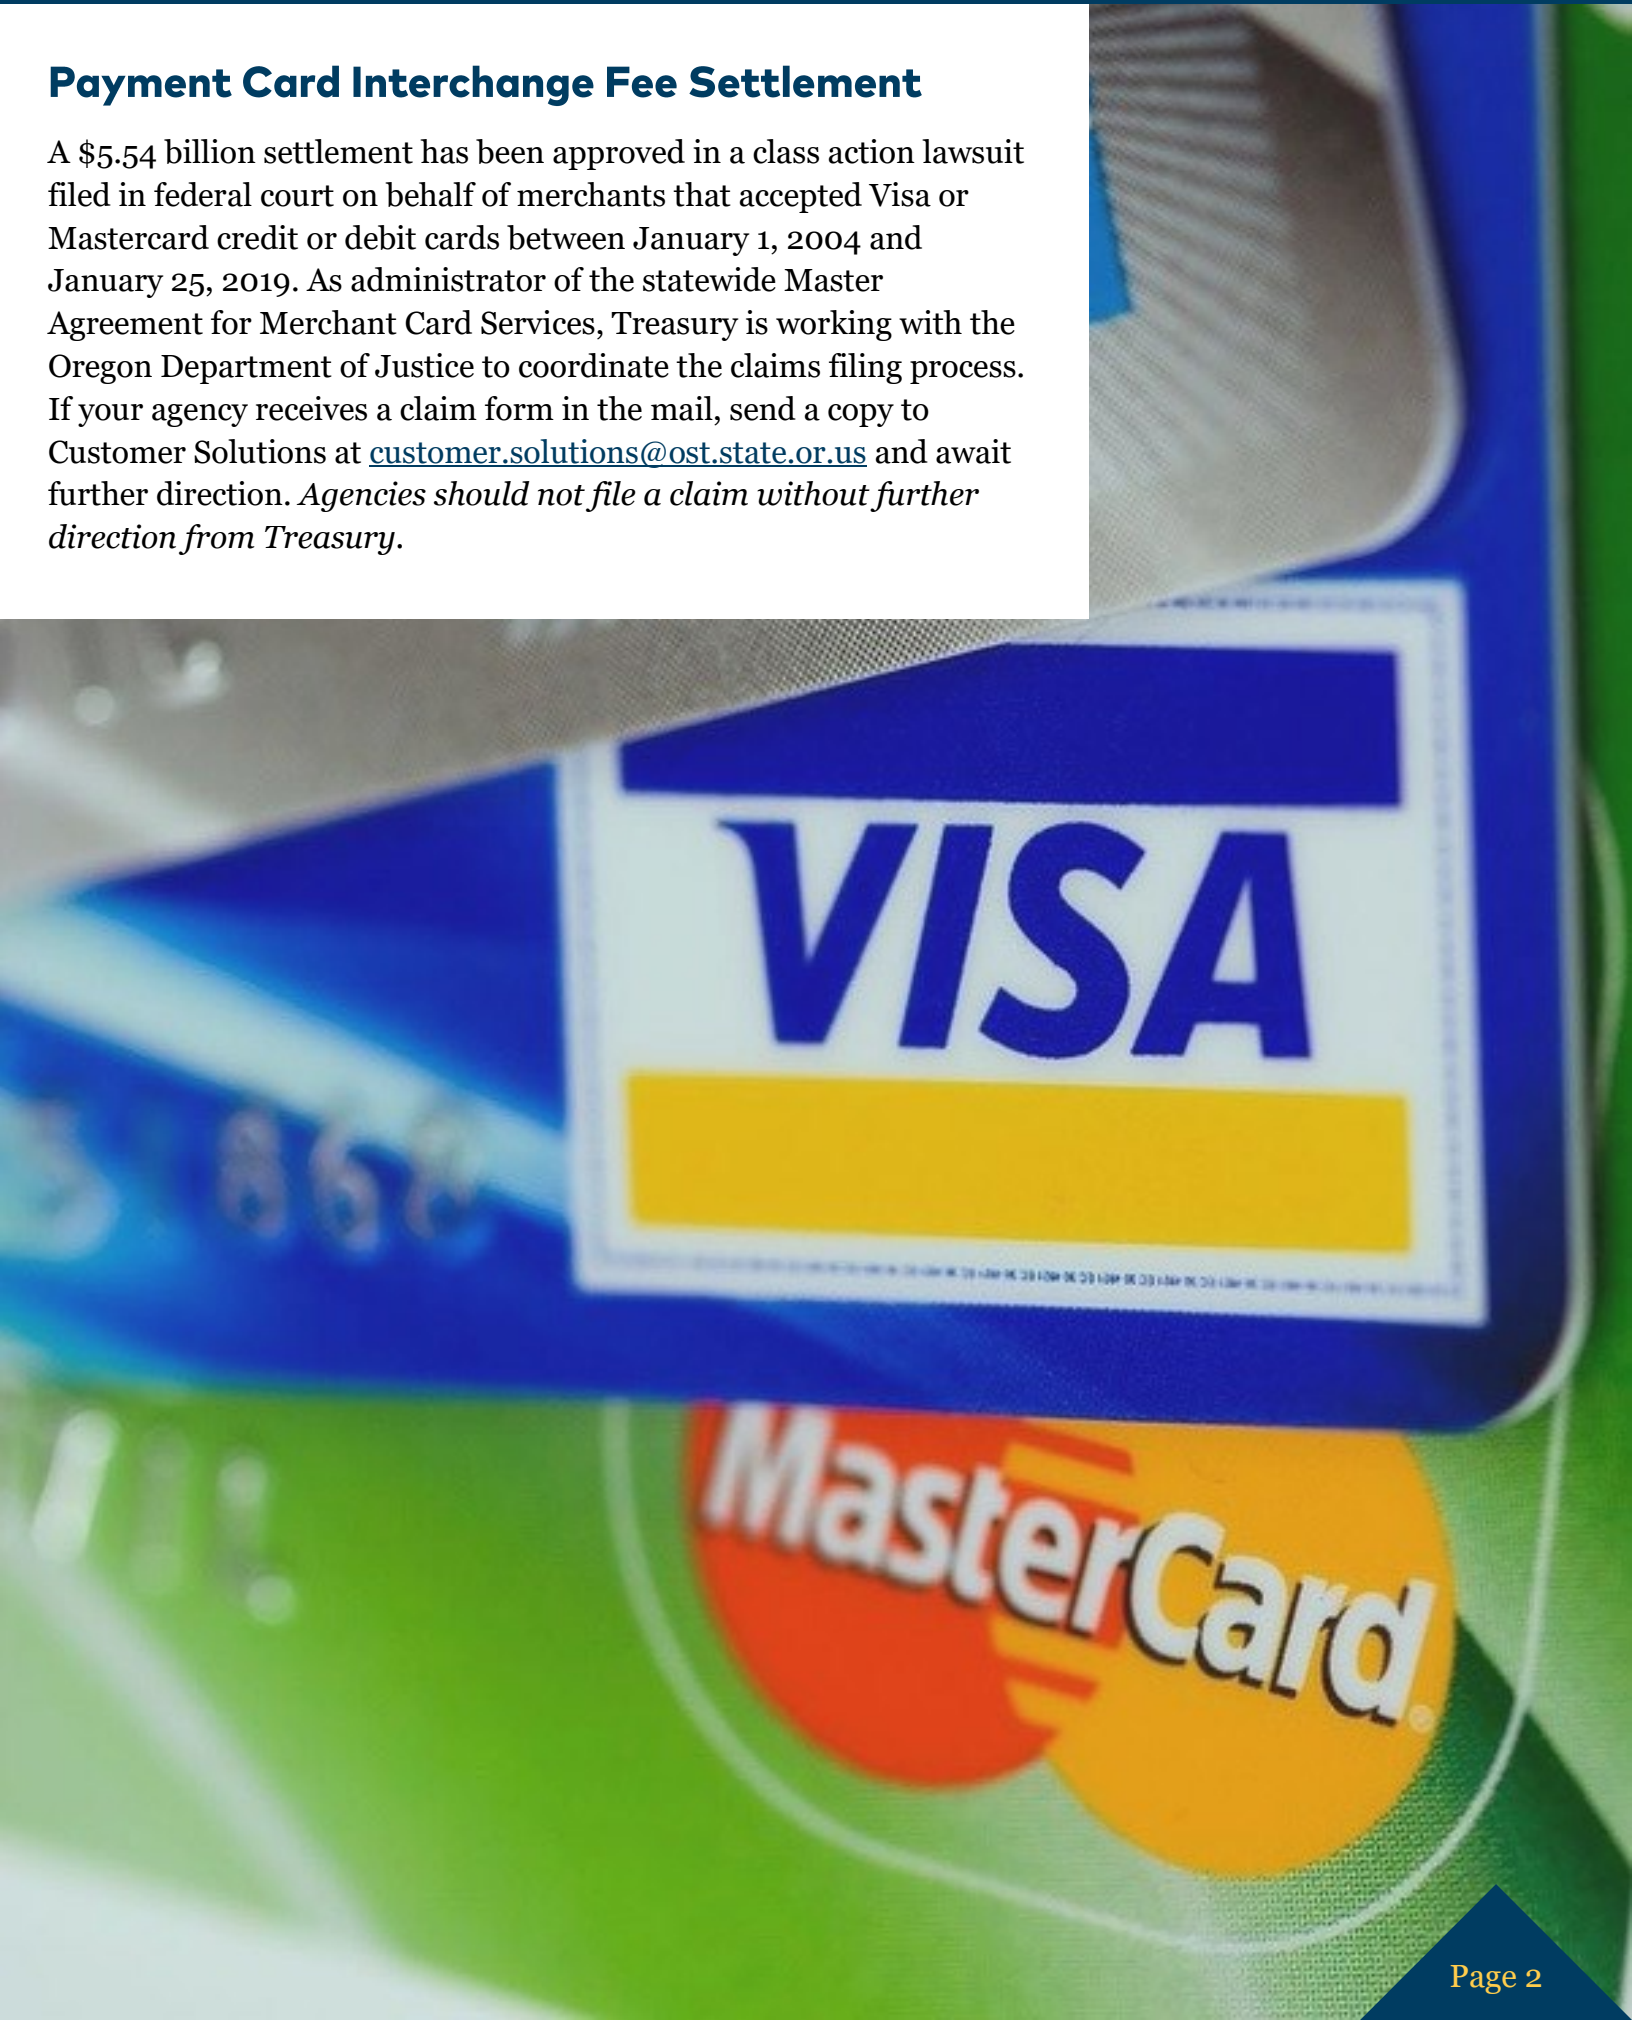 Payment Card Interchange Fee Settlement
A $5.54 billion settlement has been approved in a class action lawsuit
filed in federal court on behalf of merchants that accepted Visa or
Mastercard credit or debit cards between January 1, 2004 and
January 25, 2019. As administrator of the statewide Master
Agreement for Merchant Card Services, Treasury is working with the
Oregon Department of Justice to coordinate the claims filing process.
If your agency receives a claim form in the mail, send a copy to
Customer Solutions at customer.solutions@ost.state.or.us and await
further direction. Agencies should not file a claim without further
direction from Treasury.
VISA
MasterCard
Page 2